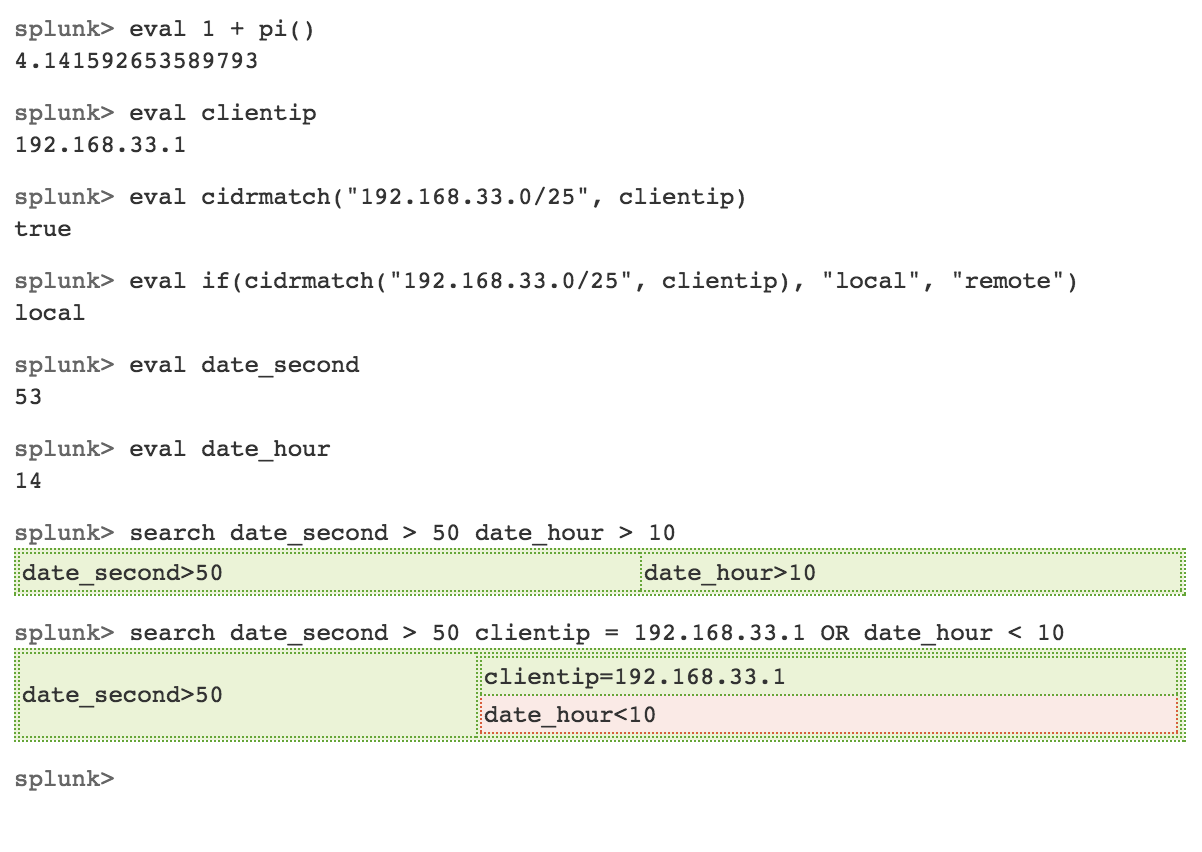 splunk> eval 1 + pi()
4.141592653589793
splunk> eval clientip
192.168.33.1
splunk> eval cidrmatch("192.168.33.0/25", clientip)
true
splunk> eval if(cidrmatch("192.168.33.0/25", clientip), "local", "remote")
local
splunk> eval date_second
53
splunk> eval date_hour
14
splunk> search date_second > 50 date_hour > 10
date_second>50 date_hour>10
splunk> search date_second > 50 clientip = 192.168.33.1 OR date_hour < 10
date_second>50
clientip=192.168.33.1
date_hour<10
splunk>